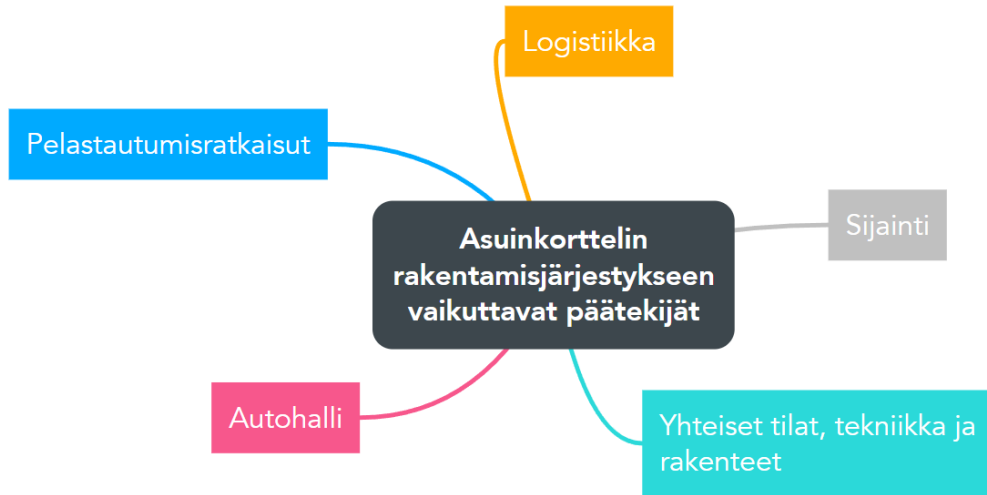 Logistiikka
Pelastautumisratkaisut
Sijainti
Asuinkorttelin
rakentamisjärjestykseen
vaikuttavat päätekijät
Autohalli
Yhteiset tilat, tekniikka ja
rakenteet